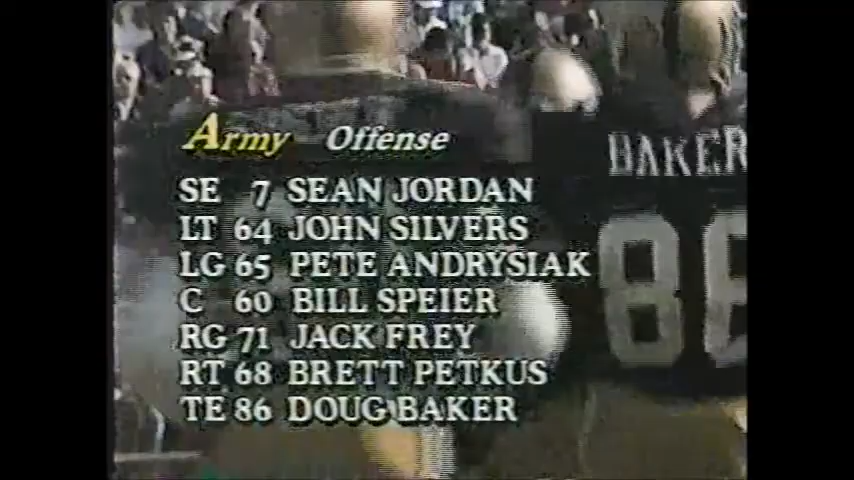 Army Offense
SE 7 SEAN JORDAN
LT 64 JOHN SILVERS
LG 65 PETE ANDRYSIAK
C 60 BILL SPEIER
RG 71 JACK FREY
RT 68 BRETT PETKUS
TE 86 DOUG BAKER
BAKER
86